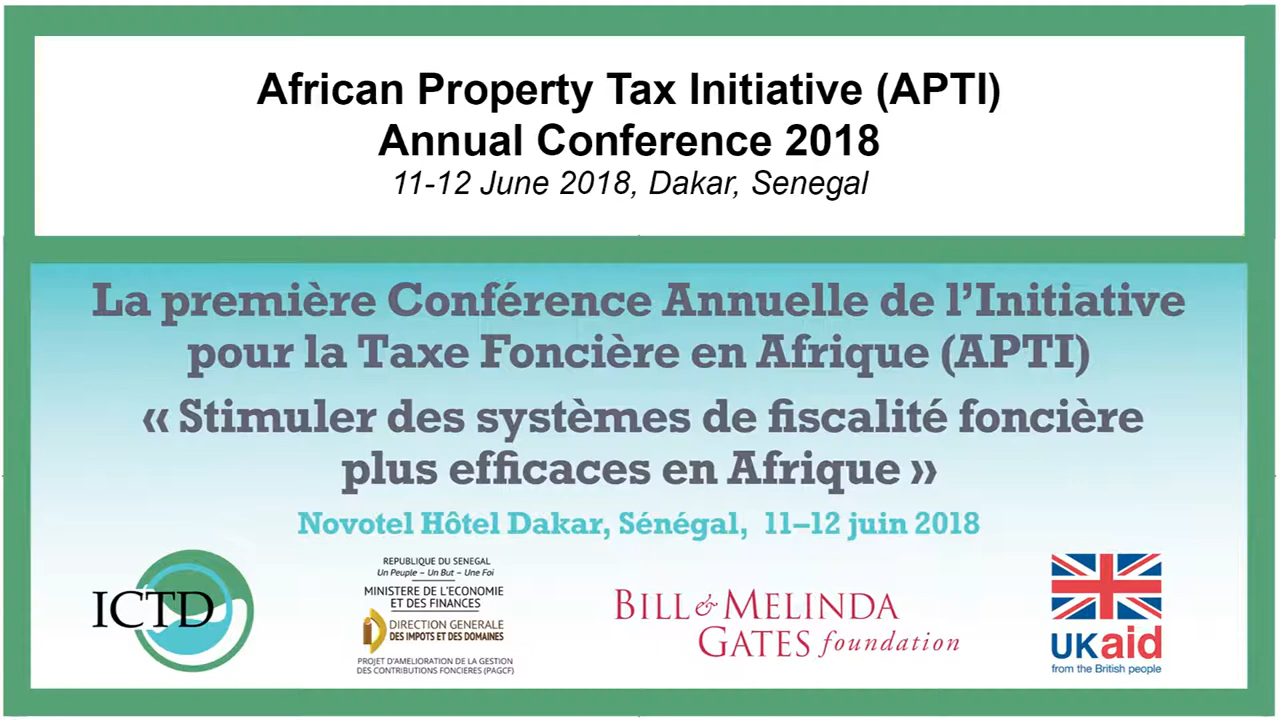 African Property Tax Initiative (APTI)
Annual Conference 2018
11-12 June 2018, Dakar, Senegal
La première Conférence Annuelle de l’Initiative
pour la Taxe Foncière en Afrique (APTI)
« Stimuler des systèmes de fiscalité foncière
plus efficaces en Afrique »
Novotel Hôtel Dakar, Sénégal, 11–12 juin 2018
ICTD
REPUBLIQUE DU SENEGAL
Un Peuple – Un But – Une Foi
MINISTERE DE L'ECONOMIE
ET DES FINANCES
DIRECTION GENERALE
DES IMPOTS ET DES DOMAINES
PROJET D'AMELIORATION DE LA GESTION
DES CONTRIBUTIONS FONCIERES (PAGCF)
BILL & MELINDA
GATES foundation
UKaid
from the British people